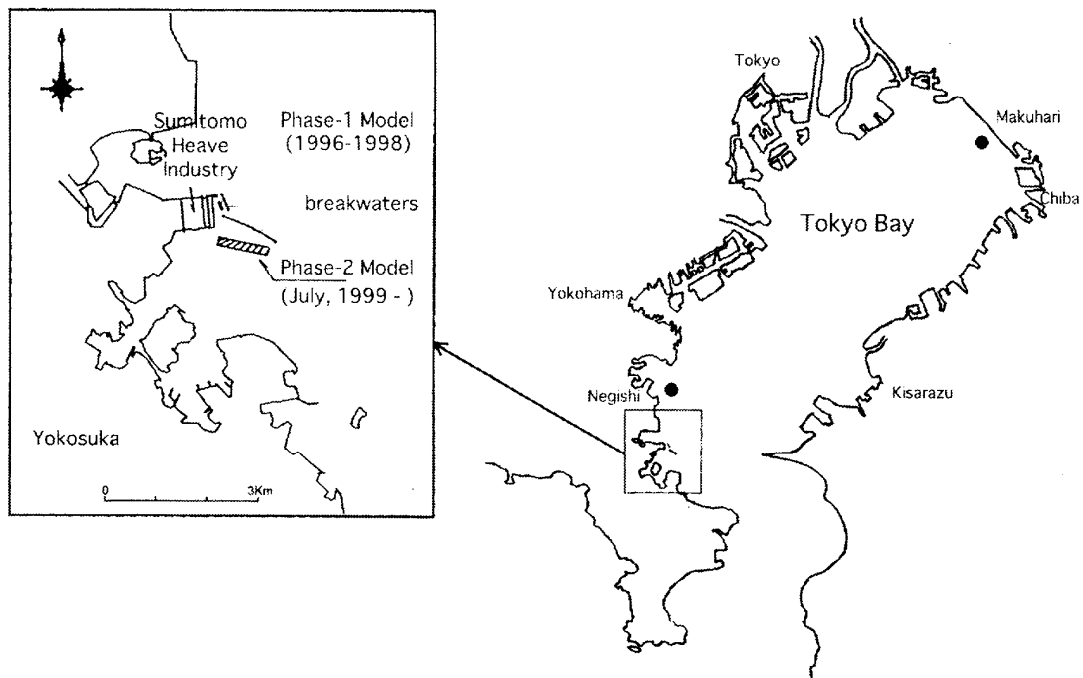 Sumitomo
Heave
Industry
Phase-1 Model
(1996-1998)
breakwaters
Phase-2 Model
(July, 1999 - )
Yokosuka
0
3Km
Tokyo
Makuhari
Chiba
Tokyo Bay
Yokohama
Negishi
Kisarazu